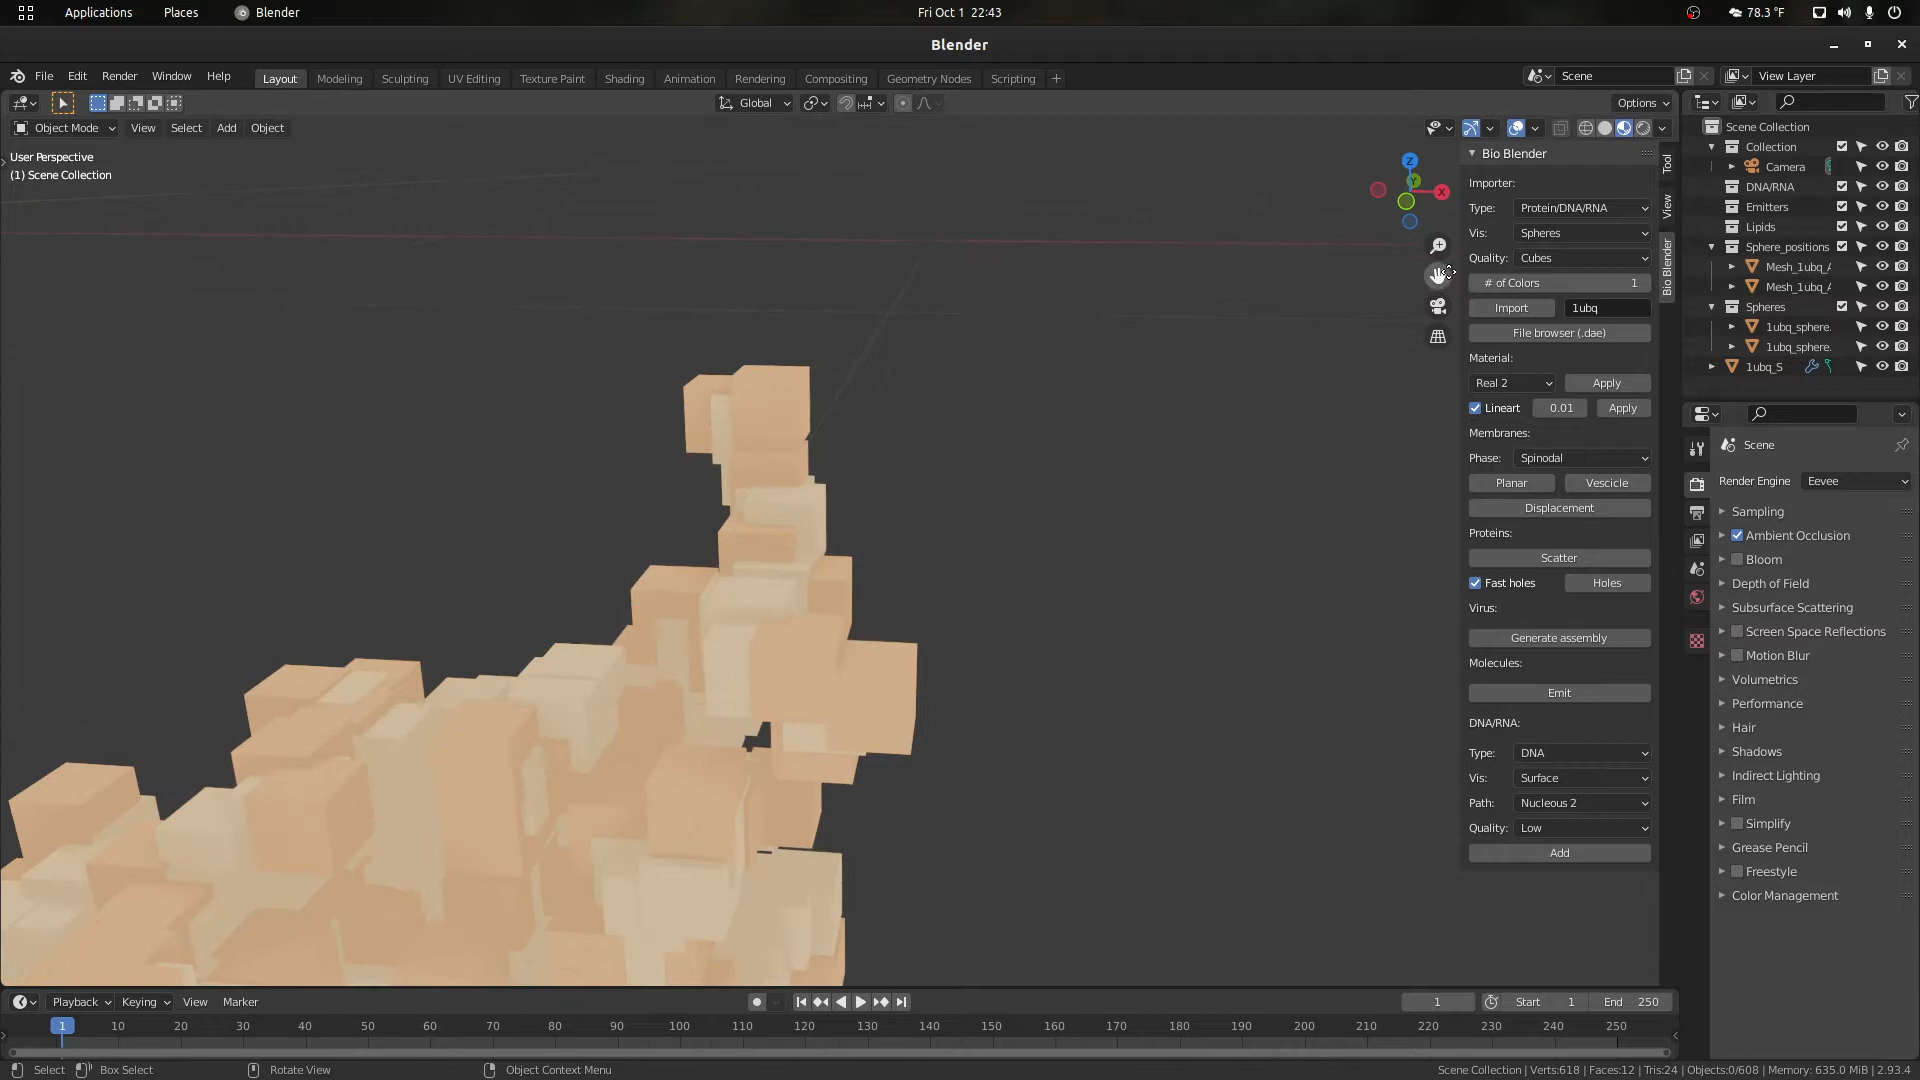 Applications Places Blender Fri Oct 1 22:43 78.3 °F
Blender
File Edit Render Window Help Layout Modeling Sculpting UV Editing Texture Paint Shading Animation Rendering Compositing Geometry Nodes Scripting + Scene View Layer
Global Options
Object Mode View Select Add Object
User Perspective
(1) Scene Collection
Z
Y
X
Bio Blender
Importer:
Type: Protein/DNA/RNA
Vis: Spheres
Quality: Cubes
# of Colors 1
Import 1ubq
File browser (.dae)
Material:
Real 2 Apply
Lineart 0.01 Apply
Membranes:
Phase: Spinodal
Planar Vescicle
Displacement
Proteins:
Scatter
Fast holes Holes
Virus:
Generate assembly
Molecules:
Emit
DNA/RNA:
Type: DNA
Vis: Surface
Path: Nucleous 2
Quality: Low
Add
Tool
View
Bio Blender
Scene Collection
Collection
Camera
DNA/RNA
Emitters
Lipids
Sphere_positions
Mesh_1ubq_A
Mesh_1ubq_A
Spheres
1ubq_sphere.
1ubq_sphere.
1ubq_S
Scene
Render Engine Eevee
Sampling
Ambient Occlusion
Bloom
Depth of Field
Subsurface Scattering
Screen Space Reflections
Motion Blur
Volumetrics
Performance
Hair
Shadows
Indirect Lighting
Film
Simplify
Grease Pencil
Freestyle
Color Management
Playback Keying View Marker 1 Start 1 End 250
1 10 20 30 40 50 60 70 80 90 100 110 120 130 140 150 160 170 180 190 200 210 220 230 240 250
Select Box Select Rotate View Object Context Menu Scene Collection | Verts:618 | Faces:12 | Tris:24 | Objects:0/608 | Memory: 635.0 MiB | 2.93.4